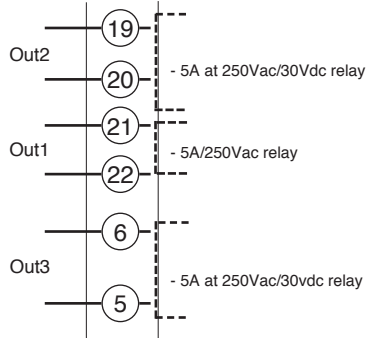 19
Out2
20
- 5A at 250Vac/30Vdc relay
21
Out1
- 5A/250Vac relay
22
6
Out3
- 5A at 250Vac/30vdc relay
5